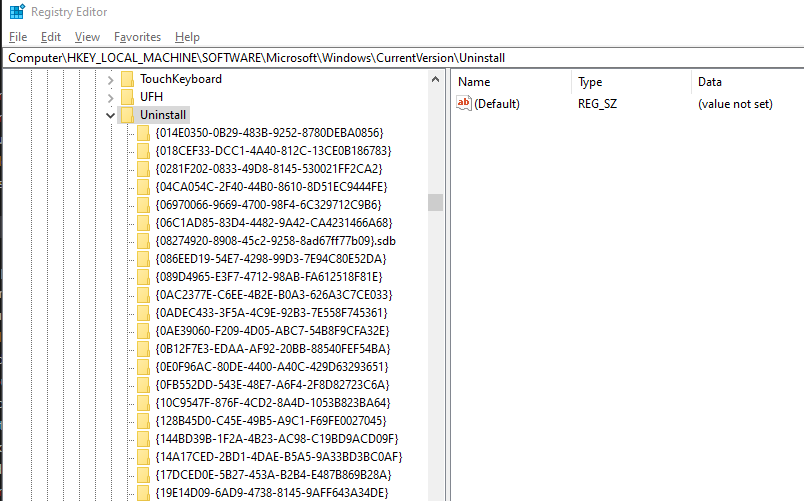 Registry Editor
File Edit View Favorites Help
Computer\HKEY_LOCAL_MACHINE\SOFTWARE\Microsoft\Windows\CurrentVersion\Uninstall
TouchKeyboard
UFH
Uninstall
{014E0350-0B29-483B-9252-8780DEBA0856}
{018CEF33-DCC1-4A40-812C-13CE0B186783}
{0281F202-0833-49D8-8145-530021FF2CA2}
{04CA054C-2F40-44B0-8610-8D51EC9444FE}
{06970066-9669-4700-98F4-6C329712C9B6}
{06C1AD85-83D4-4482-9A42-CA4231466A68}
{08274920-8908-45c2-9258-8ad67ff77b09}.sdb
{086EED19-54E7-4298-99D3-7E94C80E52DA}
{089D4965-E3F7-4712-98AB-FA612518F81E}
{0AC2377E-C6EE-4B2E-B0A3-626A3C7CE033}
{0ADEC433-3F5A-4C9E-92B3-7E558F745361}
{0AE39060-F209-4D05-ABC7-54B8F9CFA32E}
{0B12F7E3-EDAA-AF92-20BB-88540FEF54BA}
{0E0F96AC-80DE-4400-A40C-429D63293651}
{0FB552DD-543E-48E7-A6F4-2F8D82723C6A}
{10C9547F-876F-4CD2-8A4D-1053B823BA64}
{128B45D0-C45E-49B5-A9C1-F69FE0027045}
{144BD39B-1F2A-4B23-AC98-C19BD9ACD09F}
{14A17CED-2BD1-4DAE-B5A5-9A33BD3BC0AF}
{17DCED0E-5B27-453A-B2B4-E487B869B28A}
{19E14D09-6AD9-4738-8145-9AFF643A34DE}
Name Type Data
ab (Default) REG_SZ (value not set)